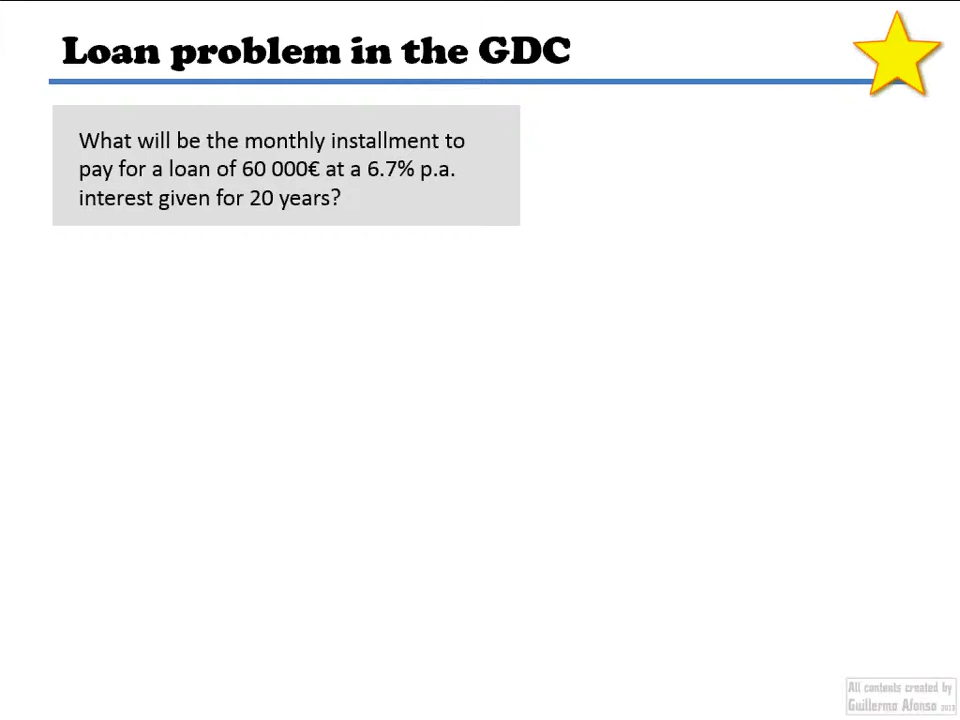 Loan problem in the GDC
What will be the monthly installment to
pay for a loan of 60 000€ at a 6.7% p.a.
interest given for 20 years?
All contents created by
Guillermo Afonso 2013